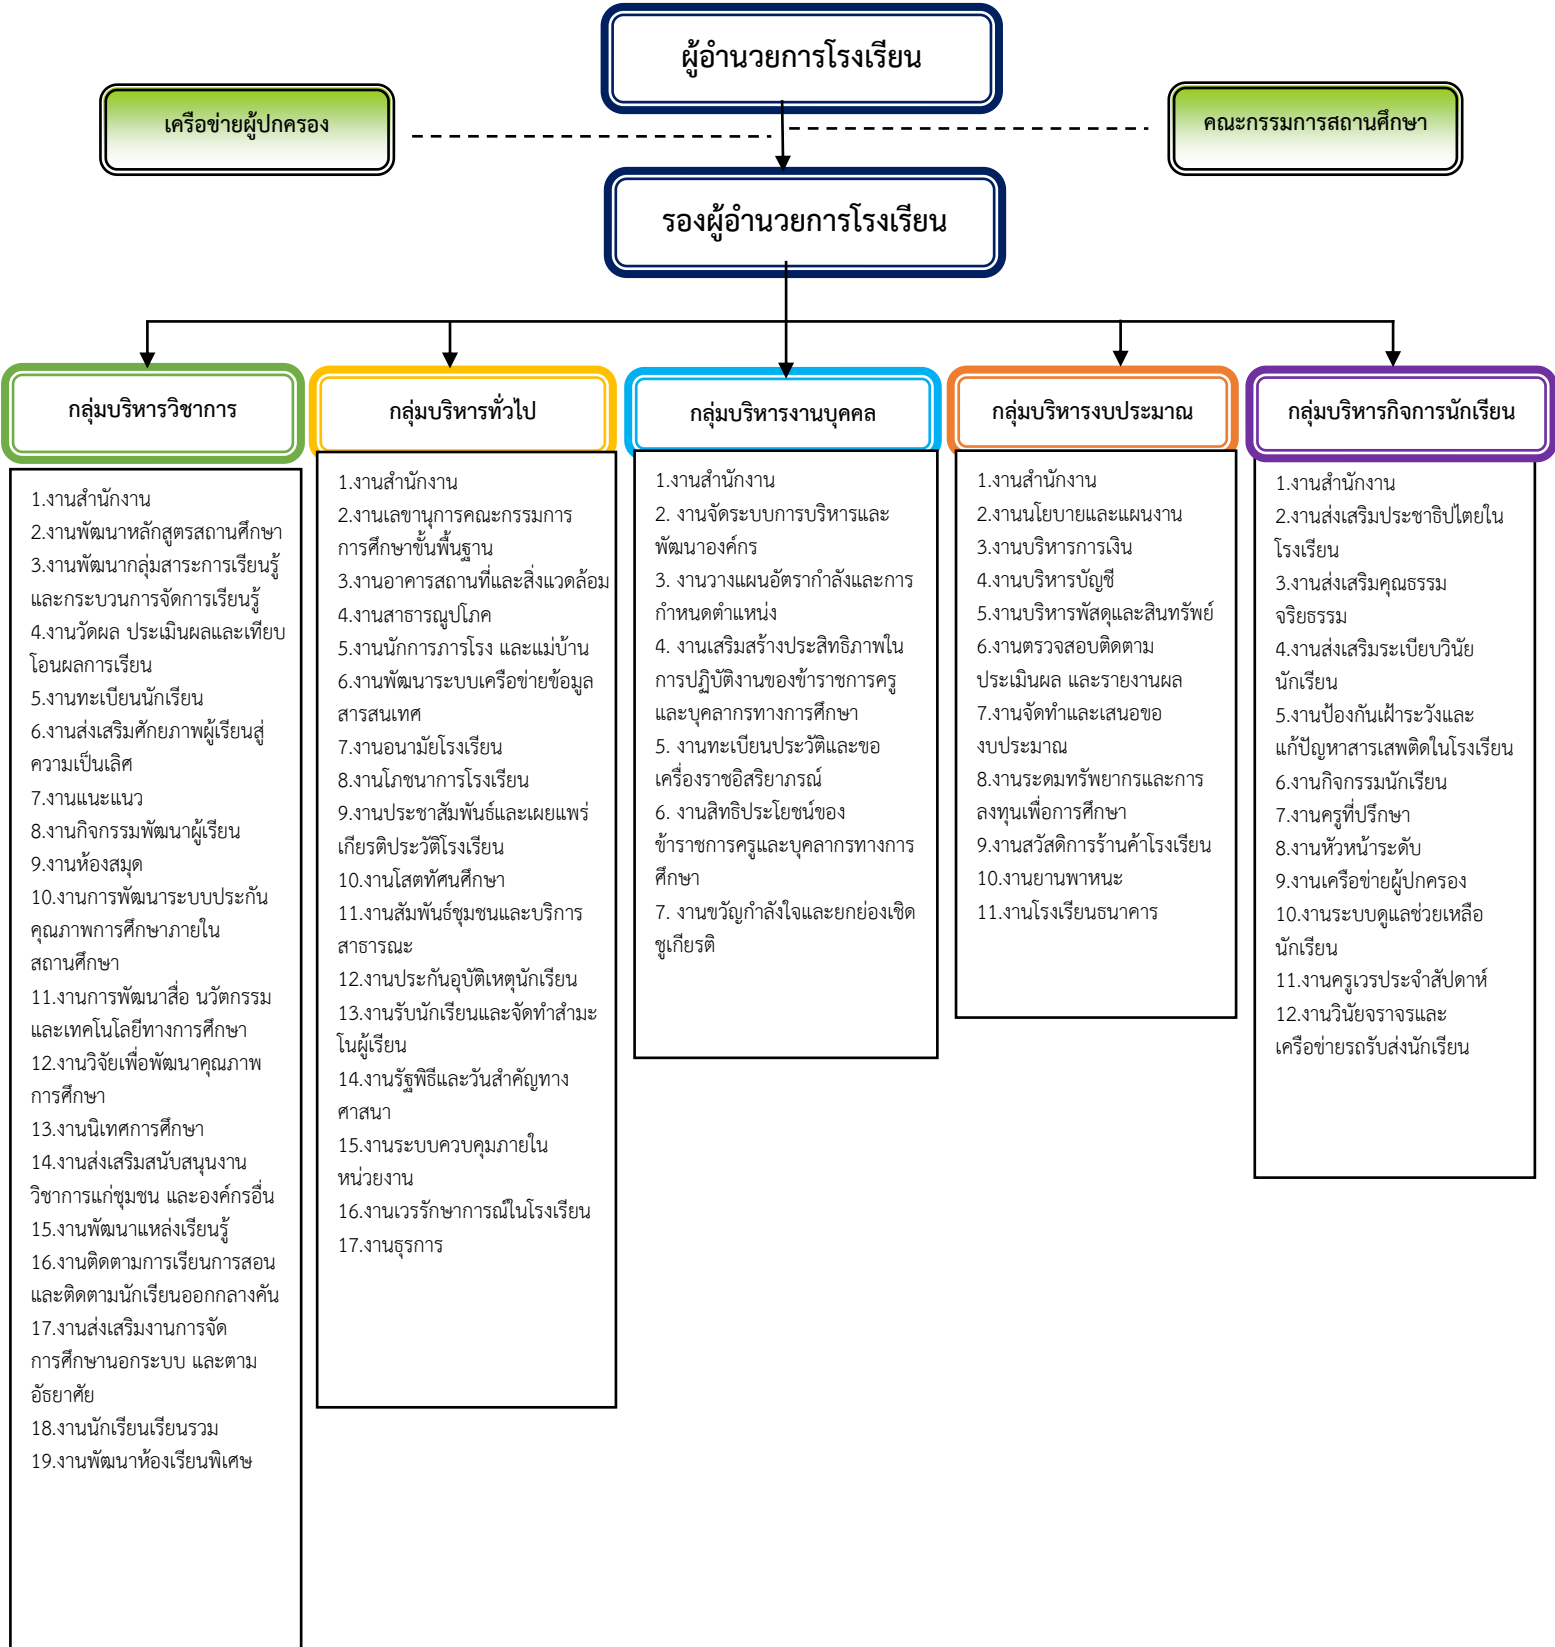 ผู้อำนวยการโรงเรียน
เครือข่ายผู้ปกครอง
คณะกรรมการสถานศึกษา
รองผู้อำนวยการโรงเรียน
กลุ่มบริหารวิชาการ
1.งานสำนักงาน
2.งานพัฒนาหลักสูตรสถานศึกษา
3.งานพัฒนากลุ่มสาระการเรียนรู้
และกระบวนการจัดการเรียนรู้
4.งานวัดผล ประเมินผลและเทียบ
โอนผลการเรียน
5.งานทะเบียนนักเรียน
6.งานส่งเสริมศักยภาพผู้เรียนสู่
ความเป็นเลิศ
7.งานแนะแนว
8.งานกิจกรรมพัฒนาผู้เรียน
9.งานห้องสมุด
10.งานการพัฒนาระบบประกัน
คุณภาพการศึกษาภายใน
สถานศึกษา
11.งานการพัฒนาสื่อ นวัตกรรม
และเทคโนโลยีทางการศึกษา
12.งานวิจัยเพื่อพัฒนาคุณภาพ
การศึกษา
13.งานนิเทศการศึกษา
14.งานส่งเสริมสนับสนุนงาน
วิชาการแก่ชุมชน และองค์กรอื่น
15.งานพัฒนาแหล่งเรียนรู้
16.งานติดตามการเรียนการสอน
และติดตามนักเรียนออกกลางคัน
17.งานส่งเสริมงานการจัด
การศึกษานอกระบบ และตาม
อัธยาศัย
18.งานนักเรียนเรียนรวม
19.งานพัฒนาห้องเรียนพิเศษ
กลุ่มบริหารทั่วไป
1.งานสำนักงาน
2.งานเลขานุการคณะกรรมการ
การศึกษาขั้นพื้นฐาน
3.งานอาคารสถานที่และสิ่งแวดล้อม
4.งานสาธารณูปโภค
5.งานนักการภารโรง และแม่บ้าน
6.งานพัฒนาระบบเครือข่ายข้อมูล
สารสนเทศ
7.งานอนามัยโรงเรียน
8.งานโภชนาการโรงเรียน
9.งานประชาสัมพันธ์และเผยแพร่
เกียรติประวัติโรงเรียน
10.งานโสตทัศนศึกษา
11.งานสัมพันธ์ชุมชนและบริการ
สาธารณะ
12.งานประกันอุบัติเหตุนักเรียน
13.งานรับนักเรียนและจัดทำสำมะ
โนผู้เรียน
14.งานรัฐพิธีและวันสำคัญทาง
ศาสนา
15.งานระบบควบคุมภายใน
หน่วยงาน
16.งานเวรรักษาการณ์ในโรงเรียน
17.งานธุรการ
กลุ่มบริหารงานบุคคล
1.งานสำนักงาน
2. งานจัดระบบการบริหารและ
พัฒนาองค์กร
3. งานวางแผนอัตรากำลังและการ
กำหนดตำแหน่ง
4. งานเสริมสร้างประสิทธิภาพใน
การปฏิบัติงานของข้าราชการครู
และบุคลากรทางการศึกษา
5. งานทะเบียนประวัติและขอ
เครื่องราชอิสริยาภรณ์
6. งานสิทธิประโยชน์ของ
ข้าราชการครูและบุคลากรทางการ
ศึกษา
7. งานขวัญกำลังใจและยกย่องเชิด
ชูเกียรติ
กลุ่มบริหารงบประมาณ
1.งานสำนักงาน
2.งานนโยบายและแผนงาน
3.งานบริหารการเงิน
4.งานบริหารบัญชี
5.งานบริหารพัสดุและสินทรัพย์
6.งานตรวจสอบติดตาม
ประเมินผล และรายงานผล
7.งานจัดทำและเสนอขอ
งบประมาณ
8.งานระดมทรัพยากรและการ
ลงทุนเพื่อการศึกษา
9.งานสวัสดิการร้านค้าโรงเรียน
10.งานยานพาหนะ
11.งานโรงเรียนธนาคาร
กลุ่มบริหารกิจการนักเรียน
1.งานสำนักงาน
2.งานส่งเสริมประชาธิปไตยใน
โรงเรียน
3.งานส่งเสริมคุณธรรม
จริยธรรม
4.งานส่งเสริมระเบียบวินัย
นักเรียน
5.งานป้องกันเฝ้าระวังและ
แก้ปัญหาสารเสพติดในโรงเรียน
6.งานกิจกรรมนักเรียน
7.งานครูที่ปรึกษา
8.งานหัวหน้าระดับ
9.งานเครือข่ายผู้ปกครอง
10.งานระบบดูแลช่วยเหลือ
นักเรียน
11.งานครูเวรประจำสัปดาห์
12.งานวินัยจราจรและ
เครือข่ายรถรับส่งนักเรียน